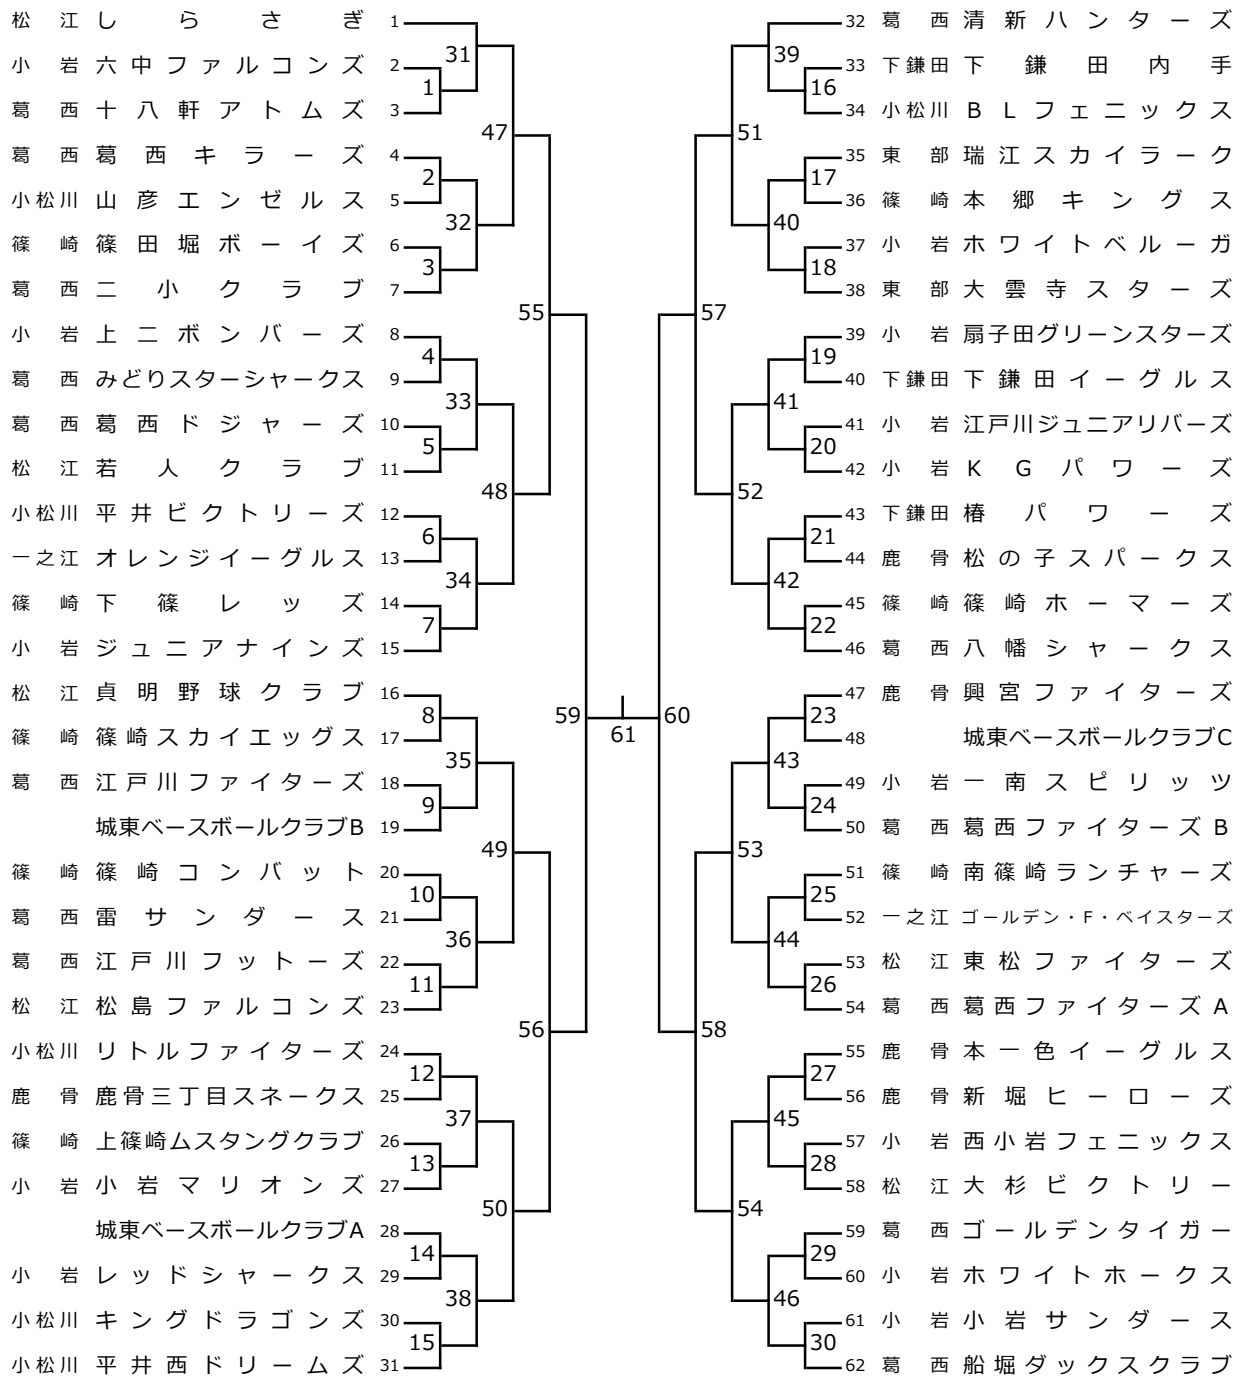 松江 しらさぎ 1
小岩 六中ファルコンズ 2
葛西 十八軒アトムズ 3
葛西 葛西キラーズ 4
小松川 山彦エンゼルス 5
篠崎 篠田堀ボーイズ 6
葛西 二小クラブ 7
小岩 上ニボンバーズ 8
葛西 みどりスターシャークス 9
葛西 葛西ドジャーズ 10
松江 若人クラブ 11
小松川 平井ビクトリーズ 12
一之江 オレンジイーグルス 13
篠崎 下篠レッズ 14
小岩 ジュニアナインズ 15
松江 貞明野球クラブ 16
篠崎 篠崎スカイエッグス 17
葛西 江戸川ファイターズ 18
城東ベースボールクラブB 19
篠崎 篠崎コンバット 20
葛西 雷サンダース 21
葛西 江戸川フットーズ 22
松江 松島ファルコンズ 23
小松川 リトルファイターズ 24
鹿骨 鹿骨三丁目スネークス 25
篠崎 上篠崎ムスタングクラブ 26
小岩 小岩マリオンズ 27
城東ベースボールクラブA 28
小岩 レッドシャークス 29
小松川 キングドラゴンズ 30
小松川 平井西ドリームズ 31
1
2
3
4
5
6
7
8
9
10
11
12
13
14
15
31
32
33
34
35
36
37
38
47
48
49
50
55
56
59
61
60
57
58
51
52
53
54
39
40
41
42
43
44
45
46
16
17
18
19
20
21
22
23
24
25
26
27
28
29
30
32 葛西 清新ハンターズ
33 下鎌田 下鎌田内手
34 小松川 BLフェニックス
35 東部 瑞江スカイラーク
36 篠崎 本郷キングス
37 小岩 ホワイトベルーガ
38 東部 大雲寺スターズ
39 小岩 扇子田グリーンスターズ
40 下鎌田 下鎌田イーグルス
41 小岩 江戸川ジュニアリバーズ
42 小岩 KGパワーズ
43 下鎌田 椿パワーズ
44 鹿骨 松の子スパークス
45 篠崎 篠崎ホーマーズ
46 葛西 八幡シャークス
47 鹿骨 興宮ファイターズ
48 城東ベースボールクラブC
49 小岩 一南スピリッツ
50 葛西 葛西ファイターズB
51 篠崎 南篠崎ランチャーズ
52 一之江 ゴールデン・F・ベイスターズ
53 松江 東松ファイターズ
54 葛西 葛西ファイターズA
55 鹿骨 本一色イーグルス
56 鹿骨 新堀ヒーローズ
57 小岩 西小岩フェニックス
58 松江 大杉ビクトリー
59 葛西 ゴールデンタイガー
60 小岩 ホワイトホークス
61 小岩 小岩サンダース
62 葛西 船堀ダックスクラブ